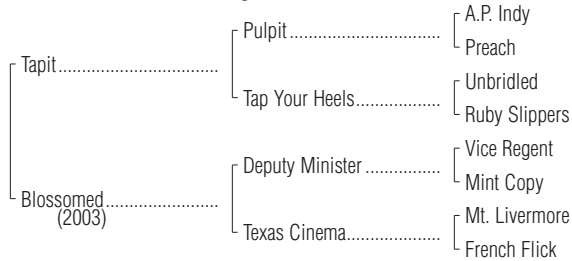 A.P. Indy
Pulpit
Preach
Tapit
Unbridled
Tap Your Heels
Ruby Slippers
Vice Regent
Deputy Minister
Mint Copy
Blossomed
(2003)
Mt. Livermore
Texas Cinema
French Flick